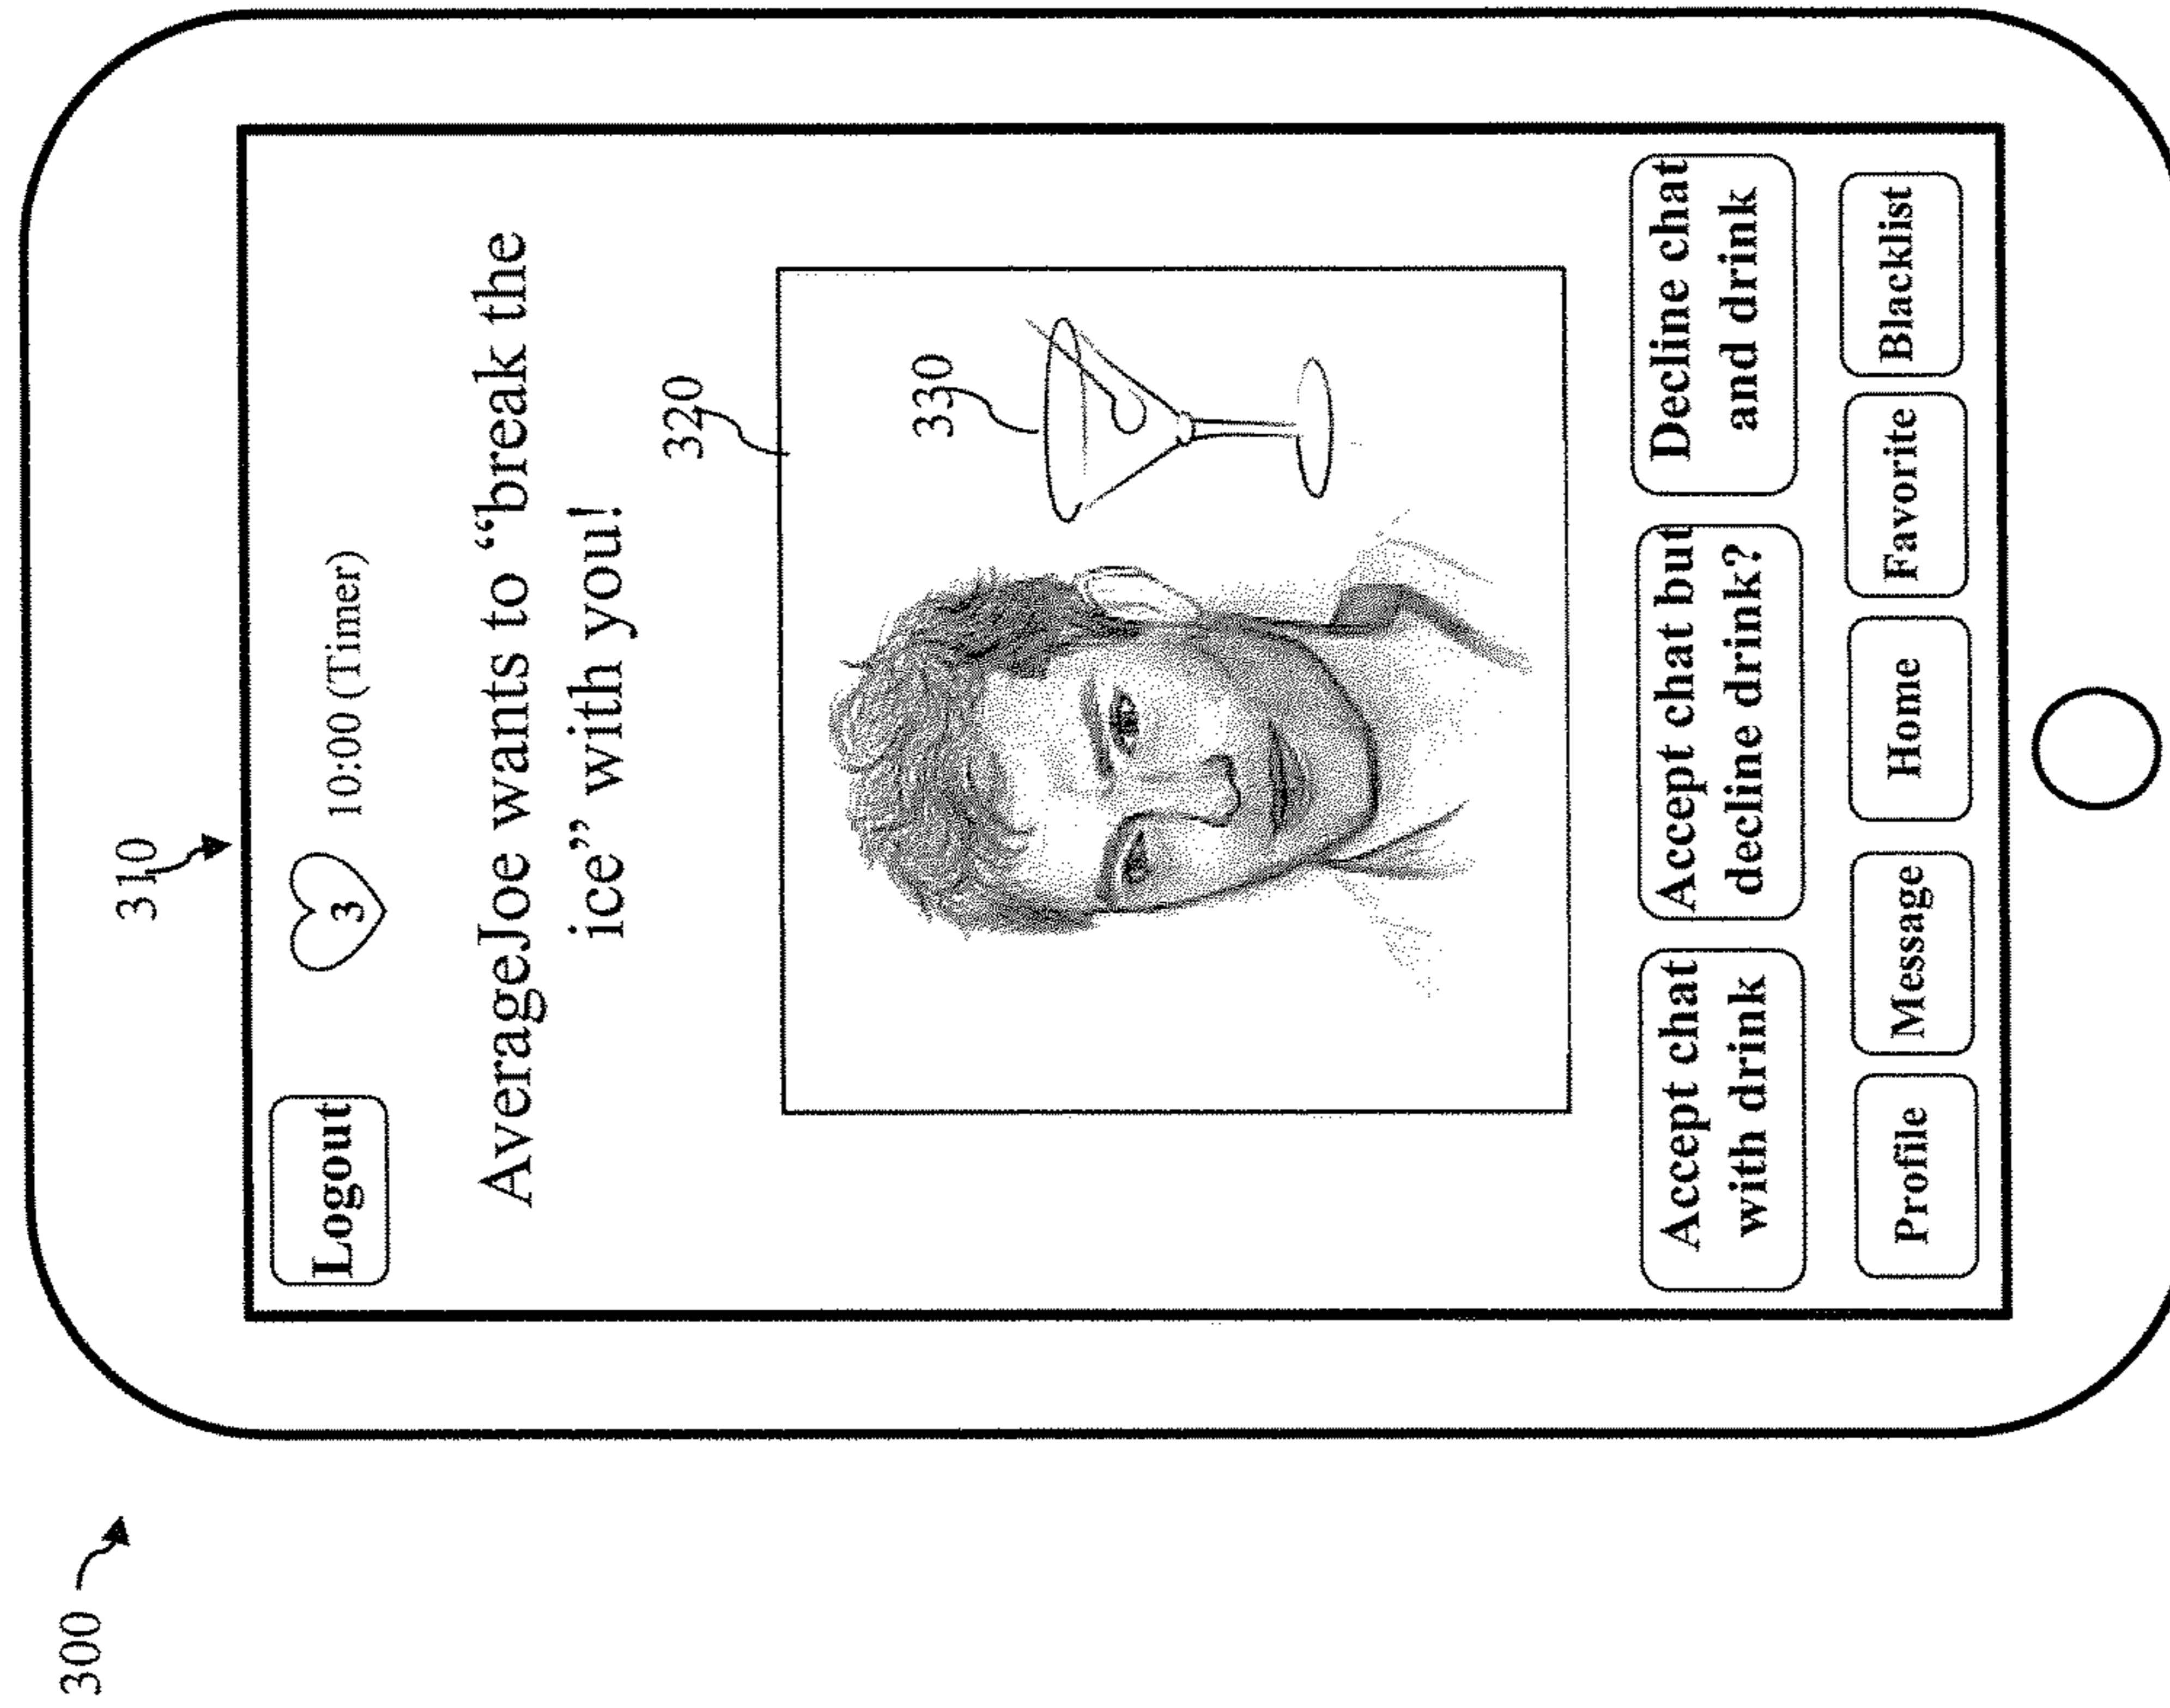 300
310
Logout
3
10:00 (Timer)
AverageJoe wants to “break the
ice” with you!
320
330
Accept chat
with drink
Accept chat but
decline drink?
Decline chat
and drink
Profile
Message
Home
Favorite
Blacklist